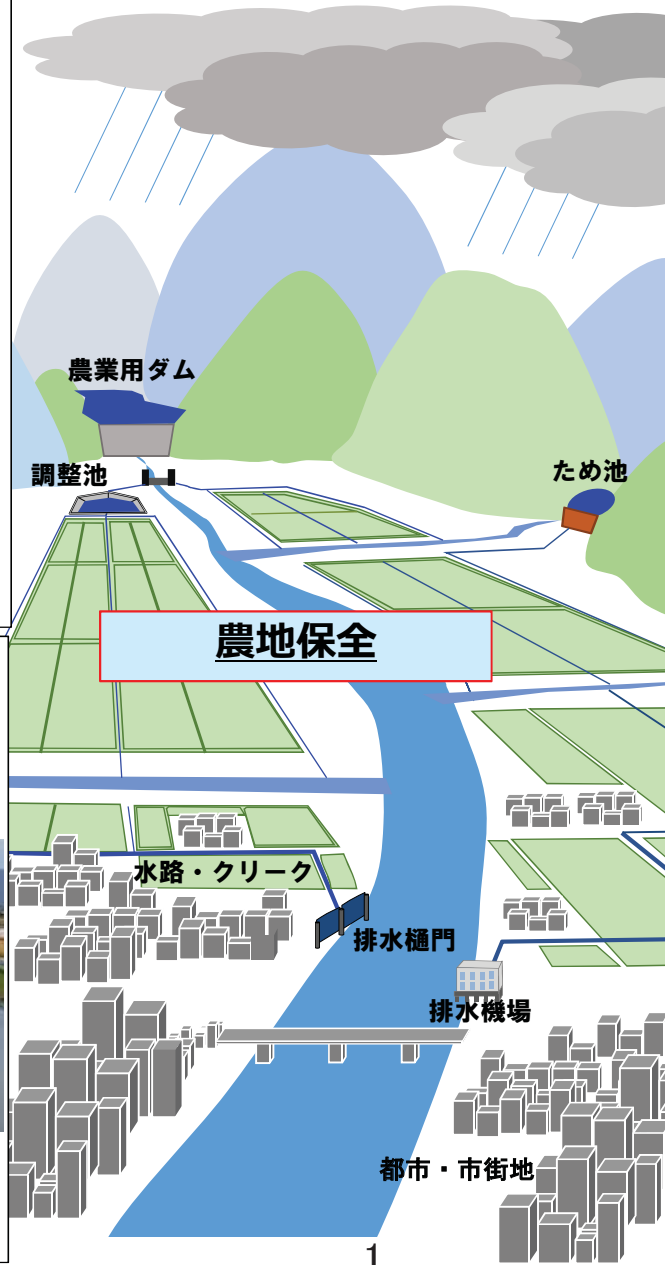 農業用ダム
調整池
ため池
農地保全
水路・クリーク
排水樋門
排水機場
都市・市街地
1